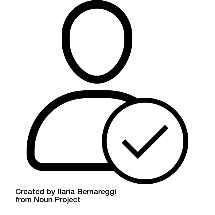 Created by Ilaria Bernareggi
from Noun Project